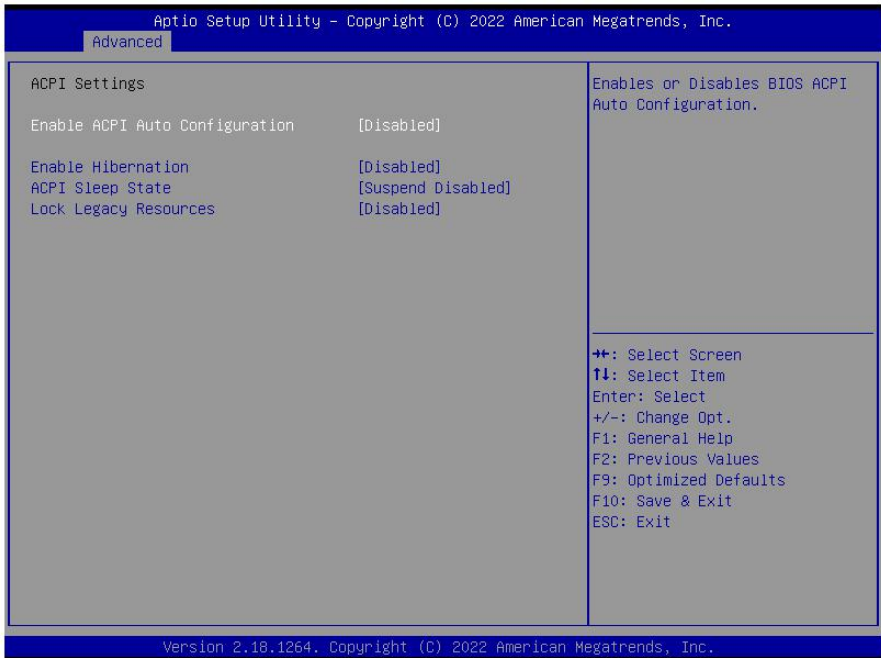 Aptio Setup Utility – Copyright (C) 2022 American Megatrends, Inc.
Advanced
ACPI Settings
Enable ACPI Auto Configuration [Disabled]
Enable Hibernation [Disabled]
ACPI Sleep State [Suspend Disabled]
Lock Legacy Resources [Disabled]
Enables or Disables BIOS ACPI
Auto Configuration.
→←: Select Screen
↑↓: Select Item
Enter: Select
+/-: Change Opt.
F1: General Help
F2: Previous Values
F9: Optimized Defaults
F10: Save & Exit
ESC: Exit
Version 2.18.1264. Copyright (C) 2022 American Megatrends, Inc.